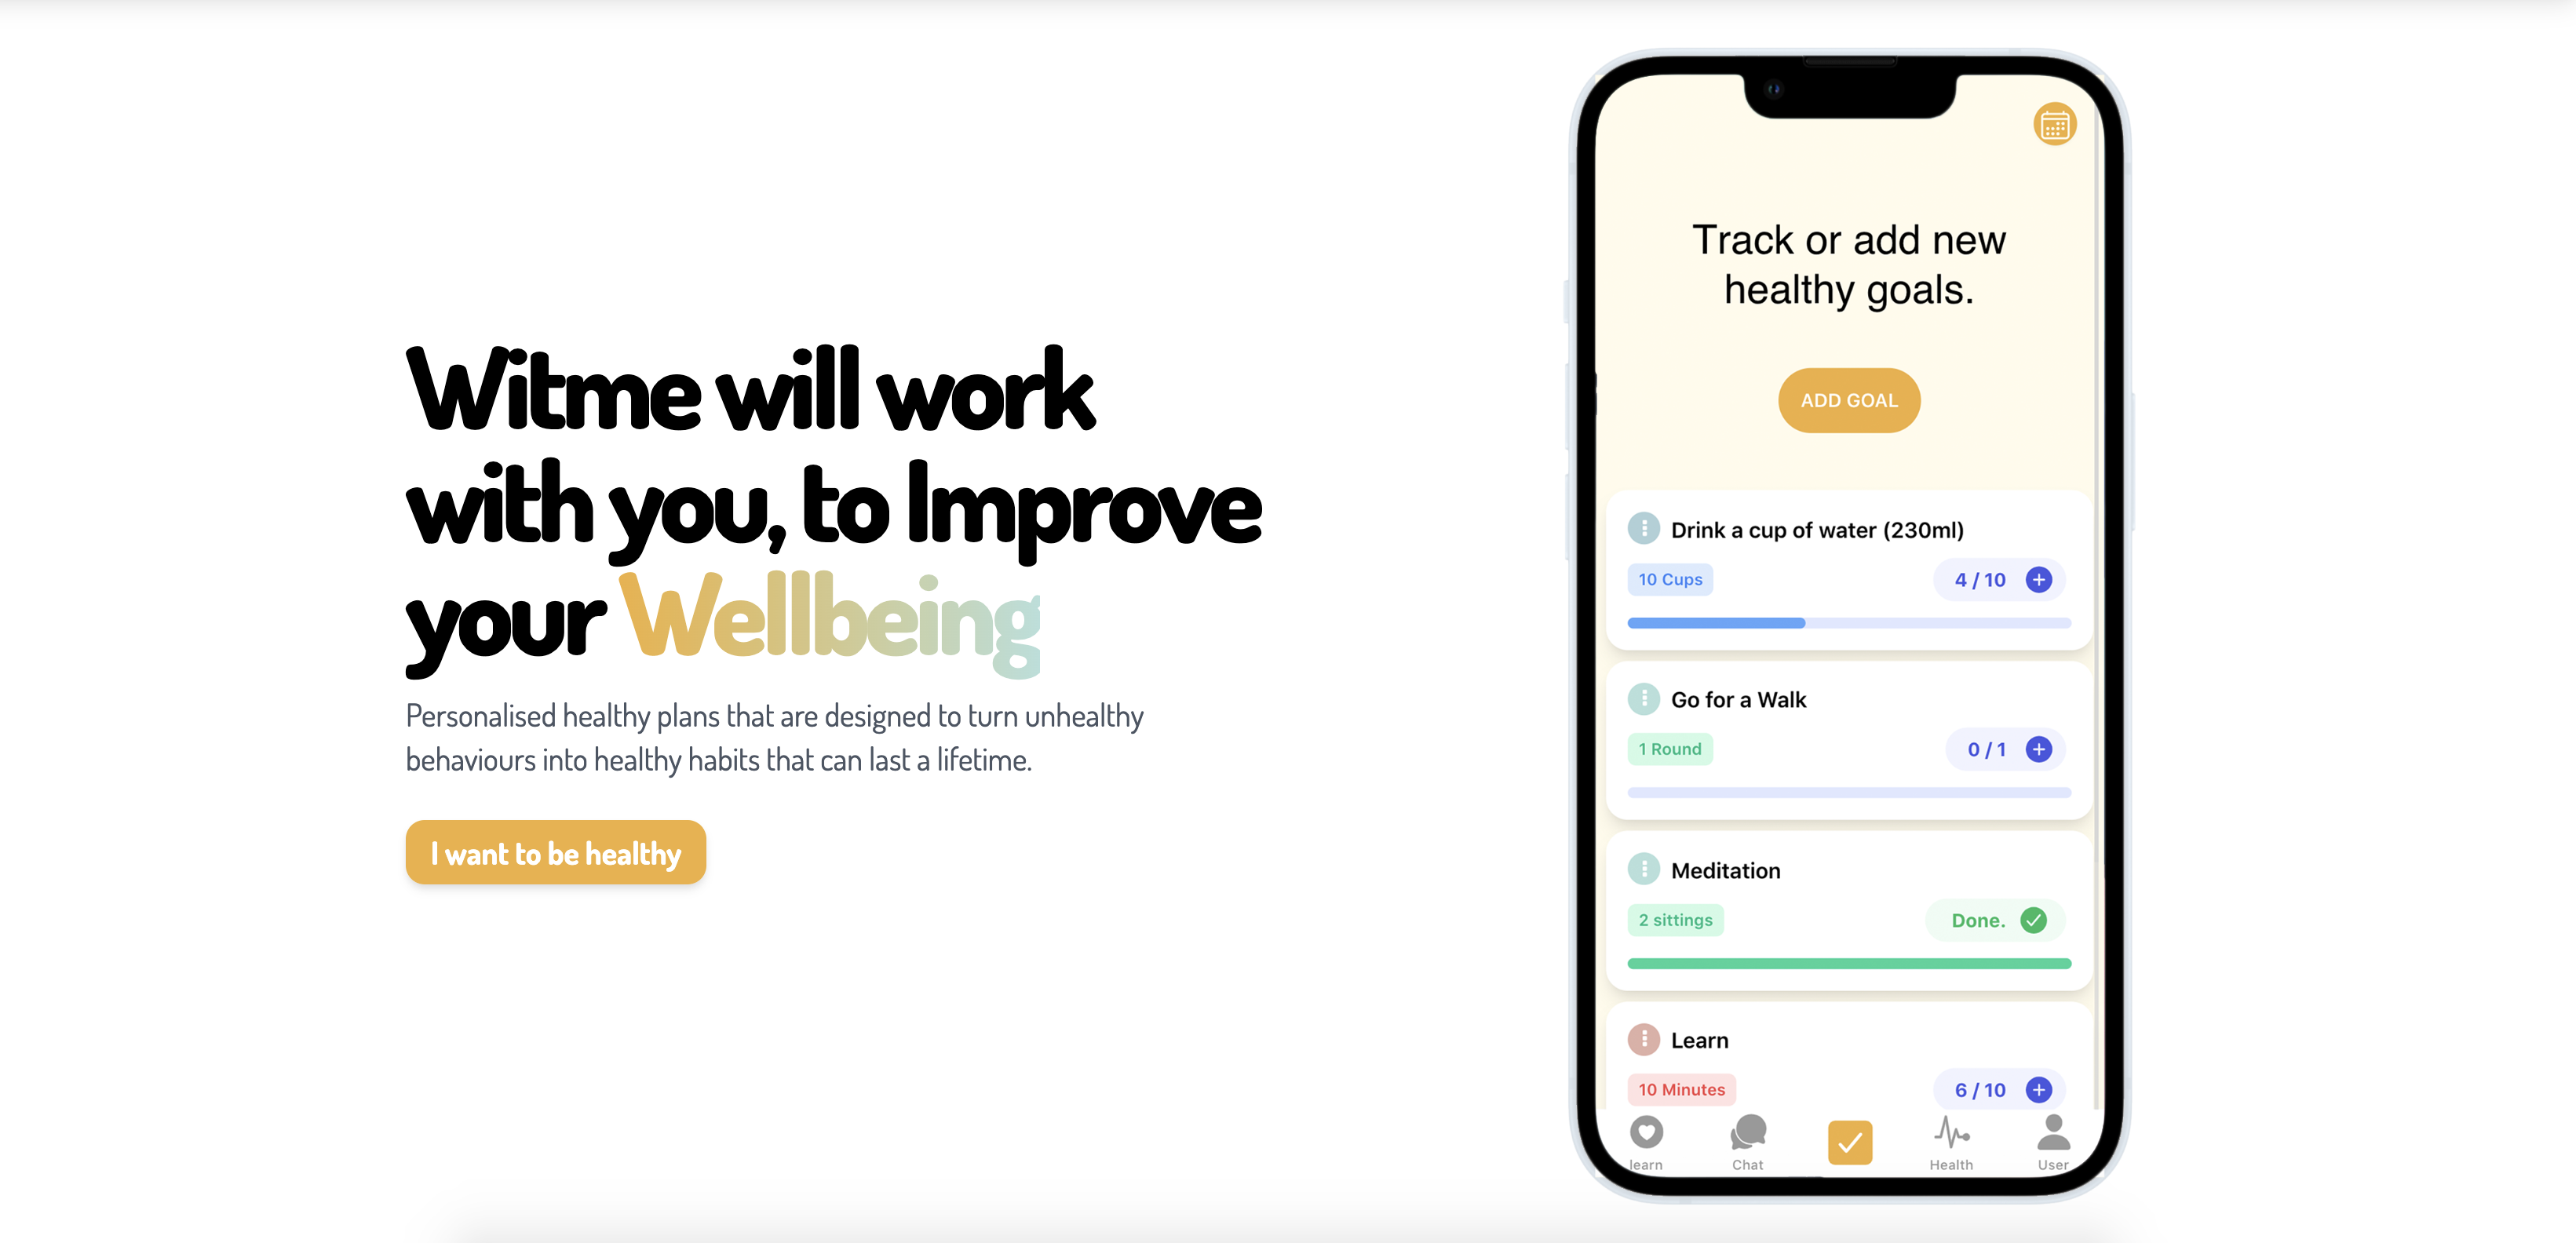 Witme will work
with you, to Improve
your Wellbeing
Personalised healthy plans that are designed to turn unhealthy
behaviours into healthy habits that can last a lifetime.
I want to be healthy
Track or add new
healthy goals.
ADD GOAL
Drink a cup of water (230ml)
10 Cups
4 / 10
Go for a Walk
1 Round
0 / 1
Meditation
2 sittings
Done.
Learn
10 Minutes
6 / 10
learn
Chat
Health
User